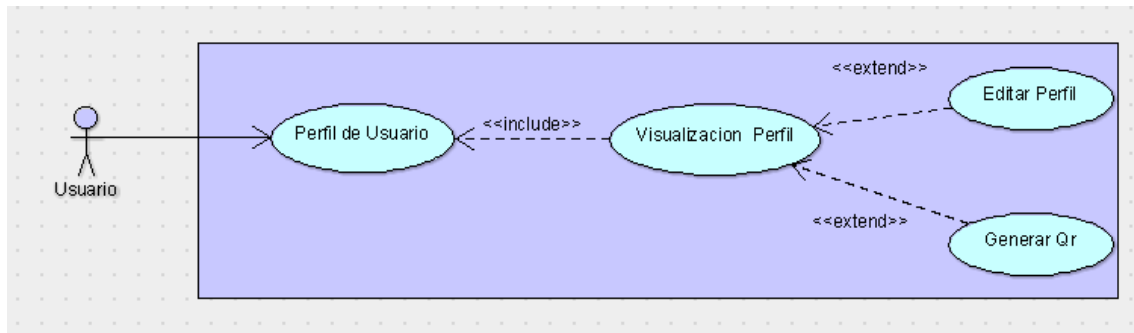 <<extend>>
Editar Perfil
Perfil de Usuario
<<include>>
Visualizacion Perfil
Usuario
<<extend>>
Generar Qr